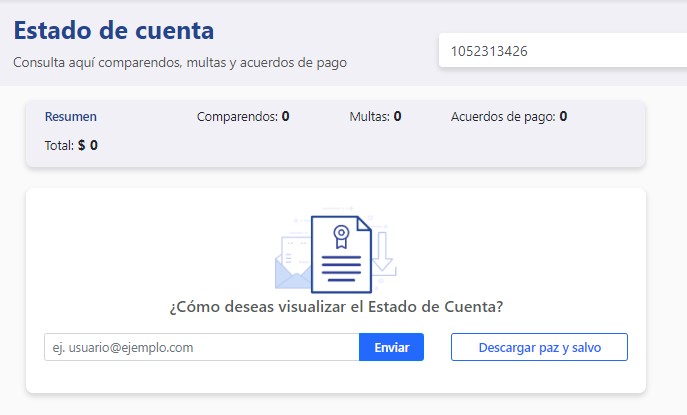 Estado de cuenta
Consulta aquí comparendos, multas y acuerdos de pago
1052313426
Resumen Comparendos: 0 Multas: 0 Acuerdos de pago: 0
Total: $ 0
¿Cómo deseas visualizar el Estado de Cuenta?
ej. usuario@ejemplo.com Enviar Descargar paz y salvo